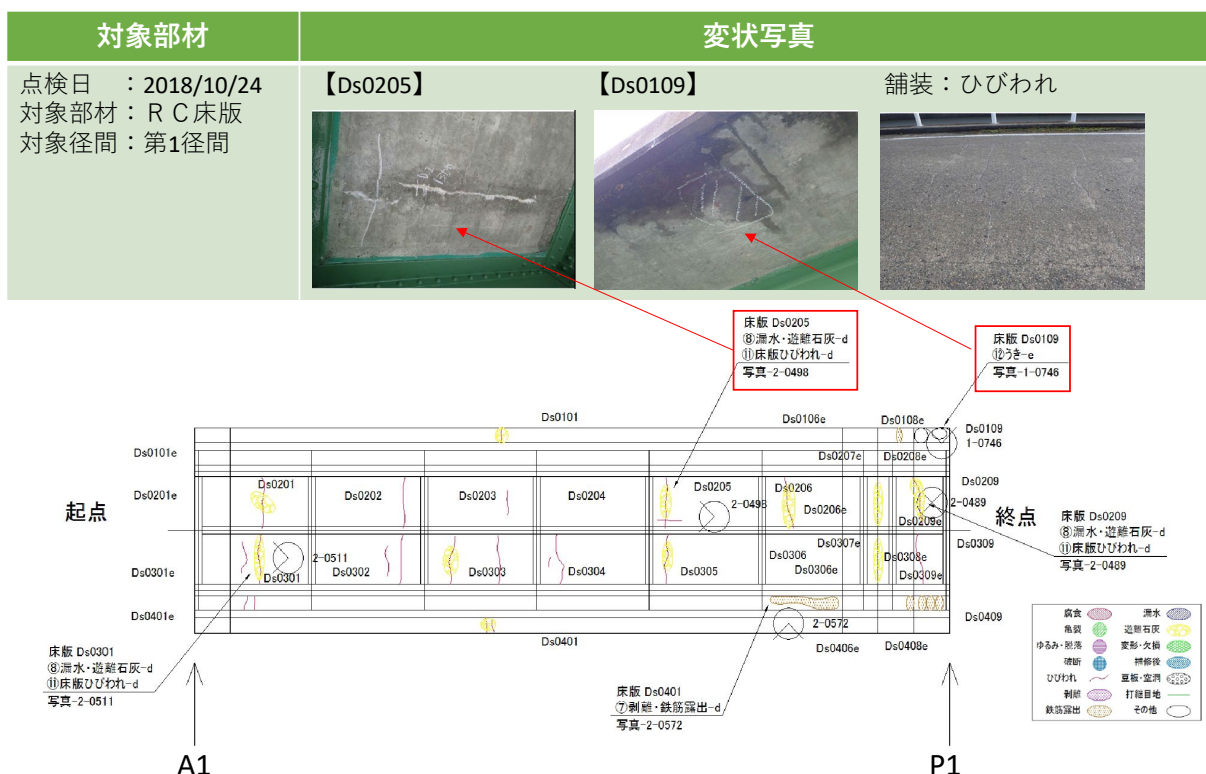 対象部材
変状写真
点検日 ：2018/10/24
対象部材：ＲＣ床版
対象径間：第1径間
【Ds0205】
【Ds0109】
舗装：ひびわれ
床版 Ds0205
⑧漏水・遊離石灰-d
⑪床版ひびわれ-d
写真-2-0498
床版 Ds0109
⑫うき-e
写真-1-0746
Ds0101
Ds0106e
Ds0108e
Ds0109
1-0746
Ds0101e
Ds0207e
Ds0208e
Ds0201e
Ds0201
Ds0202
Ds0203
Ds0204
Ds0205
Ds0206
Ds0209
2-0498
Ds0206e
2-0489
Ds0209e
起点
終点
床版 Ds0209
⑧漏水・遊離石灰-d
⑪床版ひびわれ-d
写真-2-0489
Ds0307e
Ds0309
2-0511
Ds0306
Ds0308e
Ds0301e
Ds0301
Ds0302
Ds0303
Ds0304
Ds0305
Ds0306e
Ds0309e
Ds0401e
2-0572
Ds0409
Ds0401
Ds0406e
Ds0408e
床版 Ds0301
⑧漏水・遊離石灰-d
⑪床版ひびわれ-d
写真-2-0511
床版 Ds0401
⑦剥離・鉄筋露出-d
写真-2-0572
腐食 漏水
亀裂 遊離石灰
ゆるみ・脱落 変形・欠損
破断 補修後
ひびわれ 豆板・空洞
剥離 打継目地
鉄筋露出 その他
A1
P1